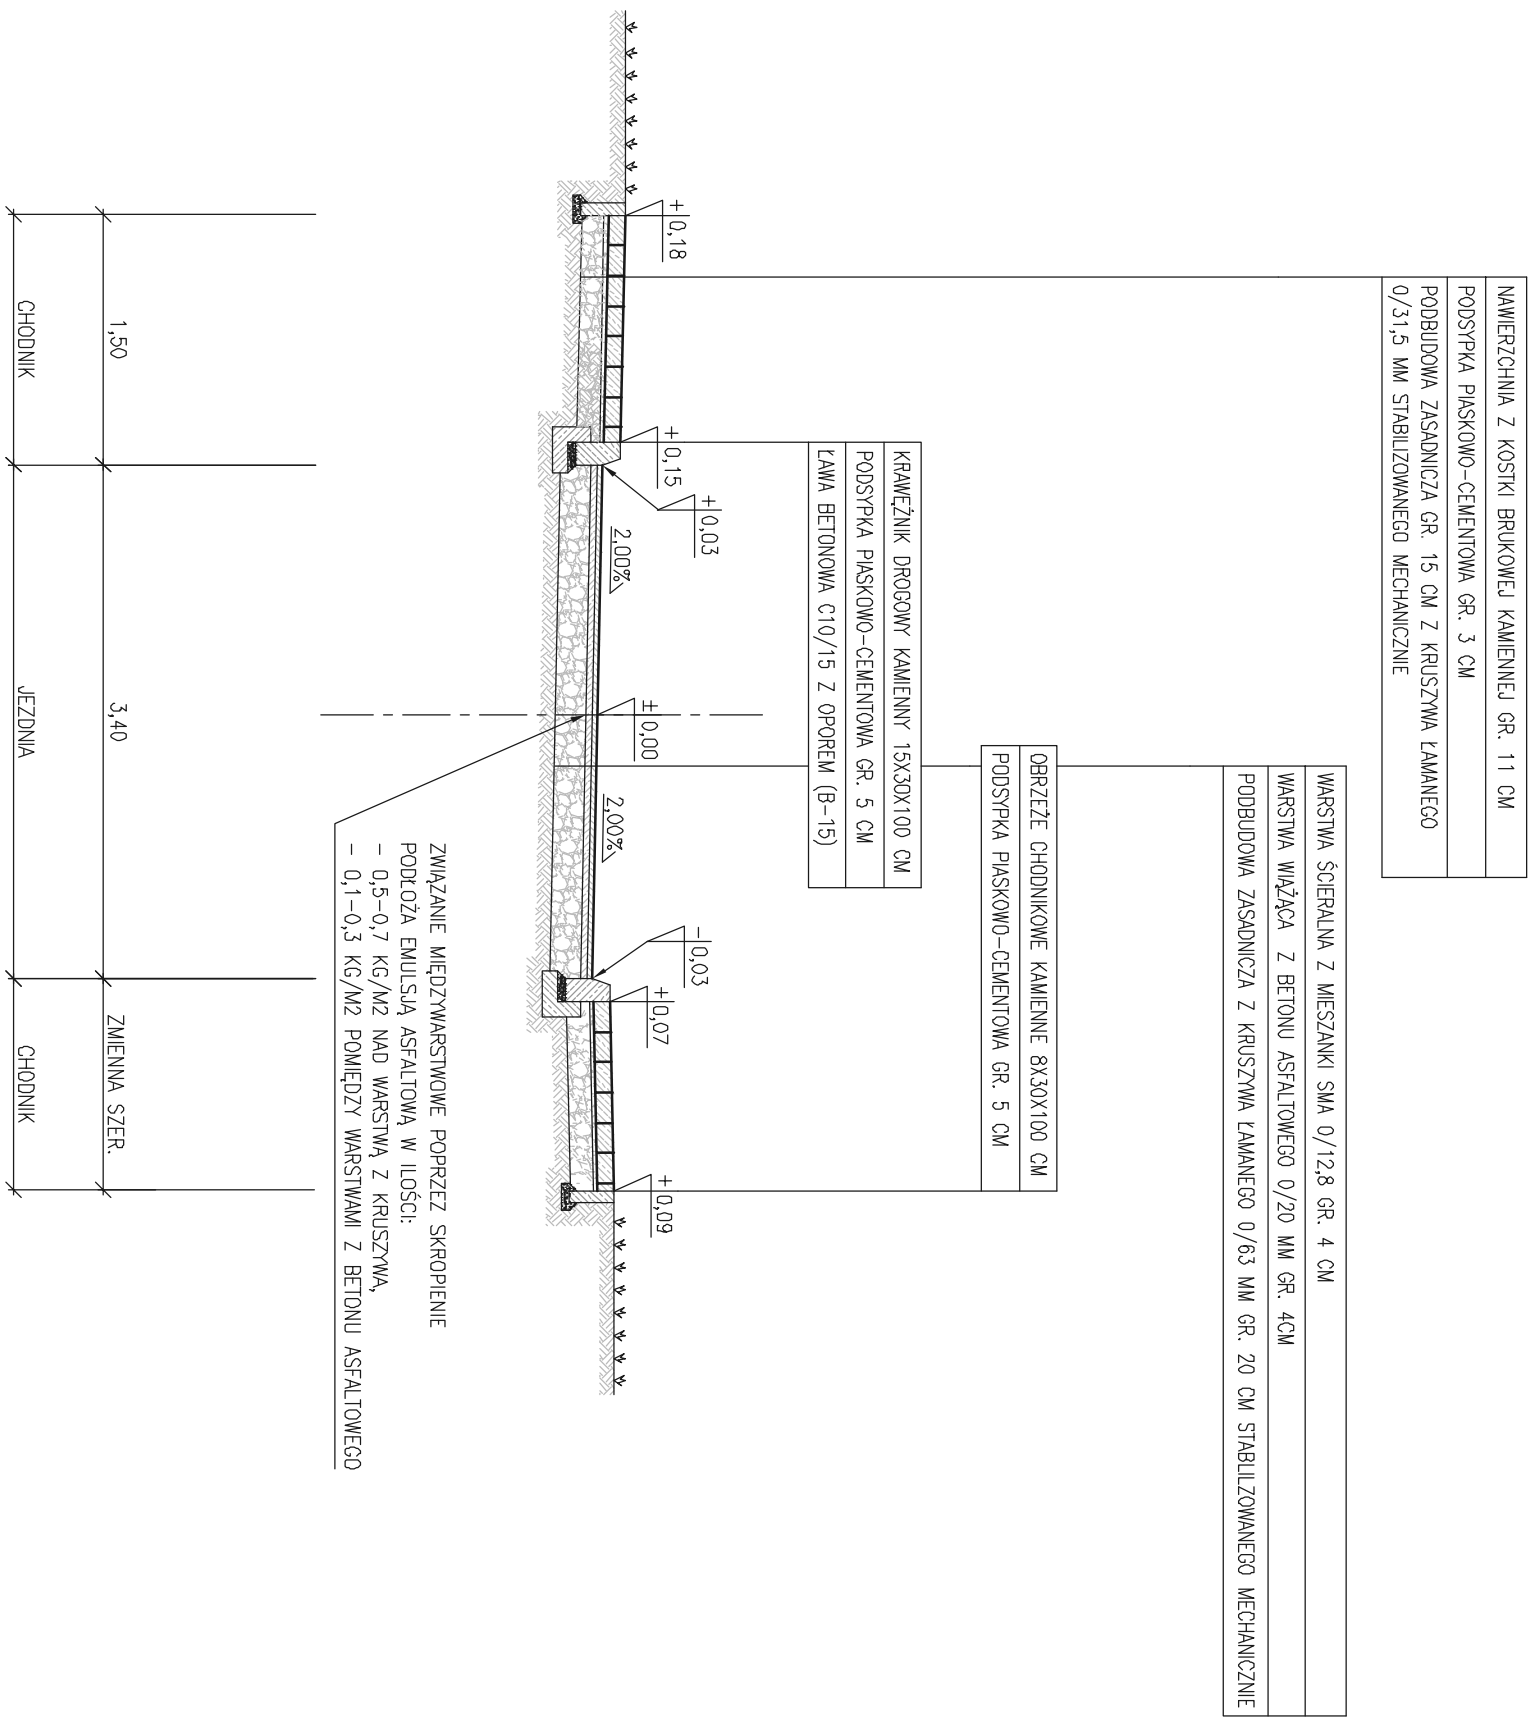 NAWIERZCHNIA Z KOSTKI BRUKOWEJ KAMIENNEJ GR. 11 CM
PODSYPKA PIASKOWO-CEMENTOWA GR. 3 CM
PODBUDOWA ZASADNICZA GR. 15 CM Z KRUSZYWA ŁAMANEGO
0/31,5 MM STABILIZOWANEGO MECHANICZNIE
WARSTWA ŚCIERALNA Z MIESZANKI SMA 0/12,8 GR. 4 CM
WARSTWA WIĄŻĄCA Z BETONU ASFALTOWEGO 0/20 MM GR. 4CM
PODBUDOWA ZASADNICZA Z KRUSZYWA ŁAMANEGO 0/63 MM GR. 20 CM STABLILZOWANEGO MECHANICZNIE
OBRZEŻE CHODNIKOWE KAMIENNE 8X30X100 CM
PODSYPKA PIASKOWO-CEMENTOWA GR. 5 CM
KRAWĘŻNIK DROGOWY KAMIENNY 15X30X100 CM
PODSYPKA PIASKOWO-CEMENTOWA GR. 5 CM
ŁAWA BETONOWA C10/15 Z OPOREM (B-15)
+0,18
+0,15
+0,03
±0,00
-0,03
+0,07
+0,09
2,00%
2,00%
ZWIĄZANIE MIĘDZYWARSTWOWE POPRZEZ SKROPIENIE
PODŁOŻA EMULSJĄ ASFALTOWĄ W ILOŚCI:
- 0,5-0,7 KG/M2 NAD WARSTWĄ Z KRUSZYWA,
- 0,1-0,3 KG/M2 POMIĘDZY WARSTWAMI Z BETONU ASFALTOWEGO
1,50
3,40
ZMIENNA SZER.
CHODNIK
JEZDNIA
CHODNIK